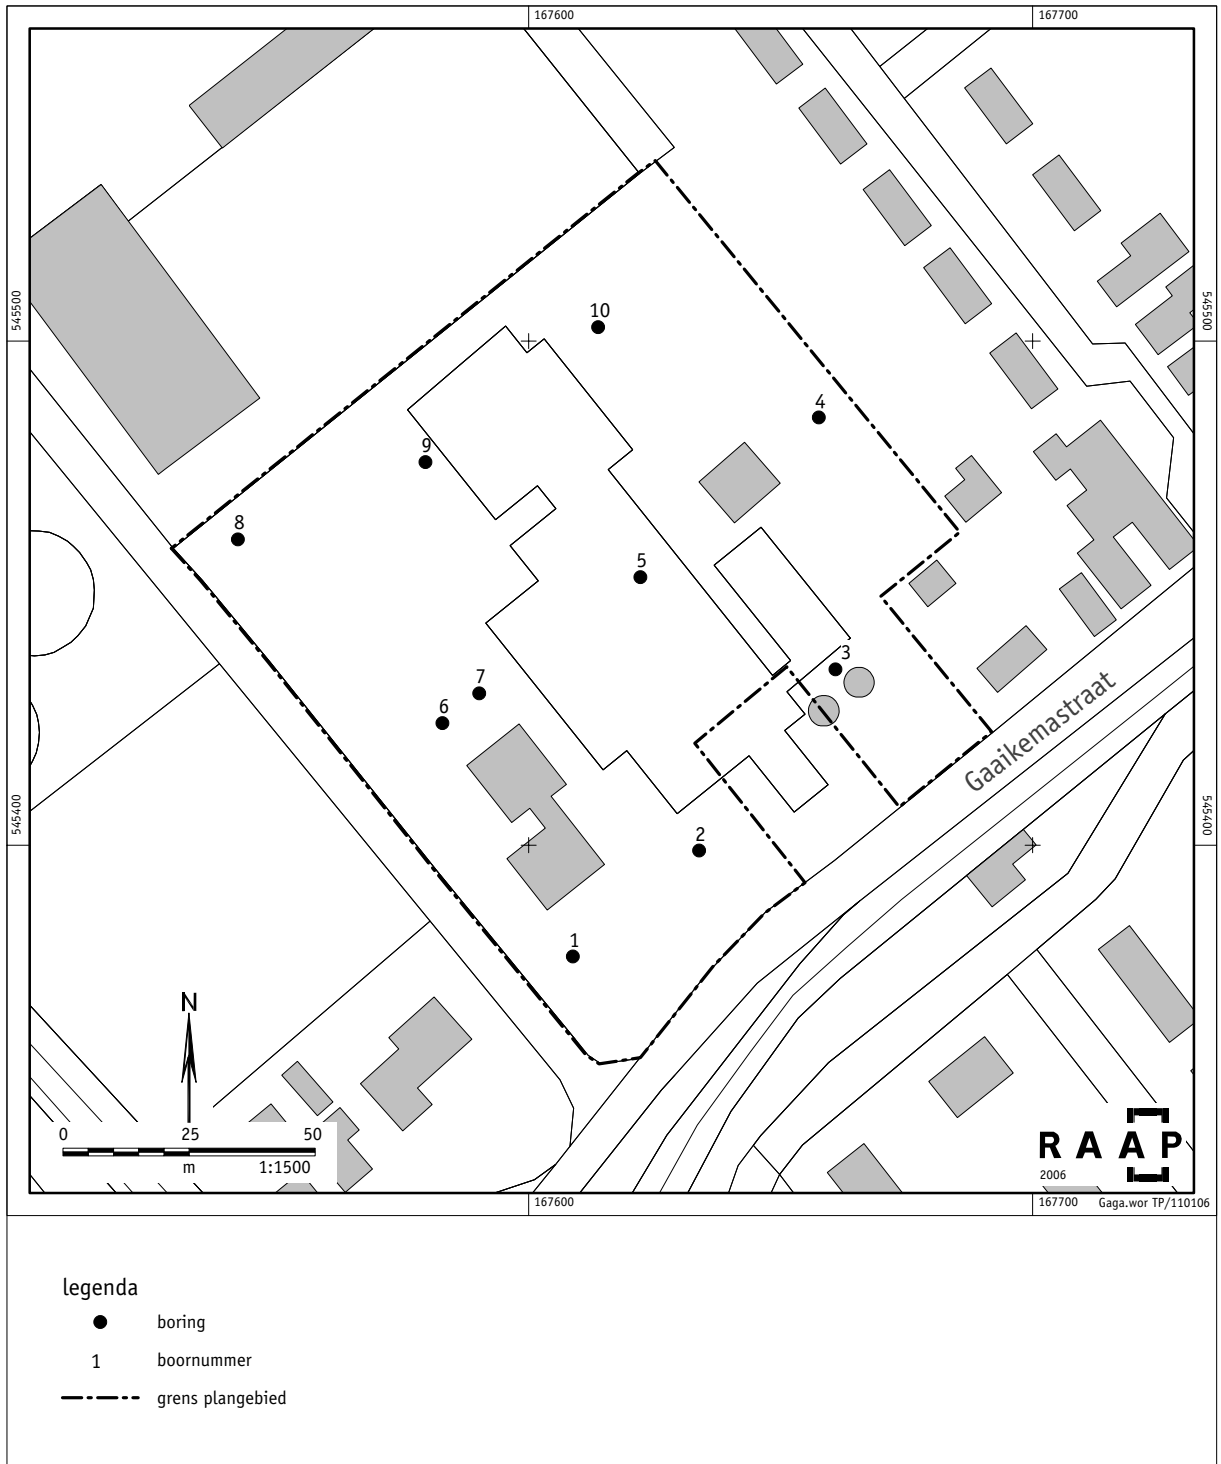 167600
167700
545500
545500
10
4
9
8
5
3
7
6
Gaaikemastraat
545400
545400
2
1
N
0 25 50
m 1:1500
RAAP
2006
167600
167700
Gaga.wor TP/110106
legenda
boring
1 boornummer
grens plangebied